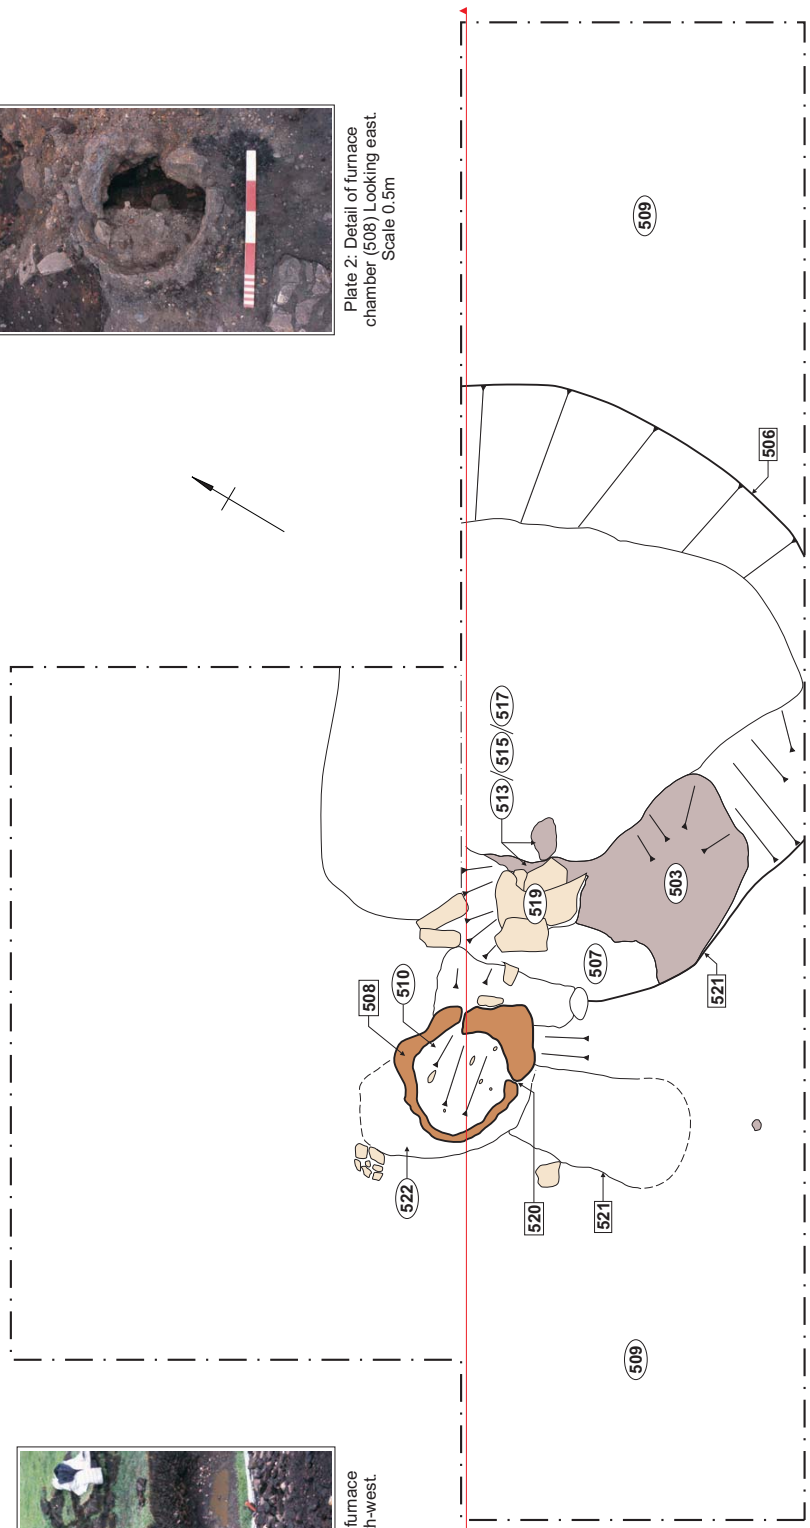 furnace
h-west.
Plate 2: Detail of furnace
chamber (508) Looking east.
Scale 0.5m
508
510
522
513/515/517
520
519
507
521
521
509
509
503
506